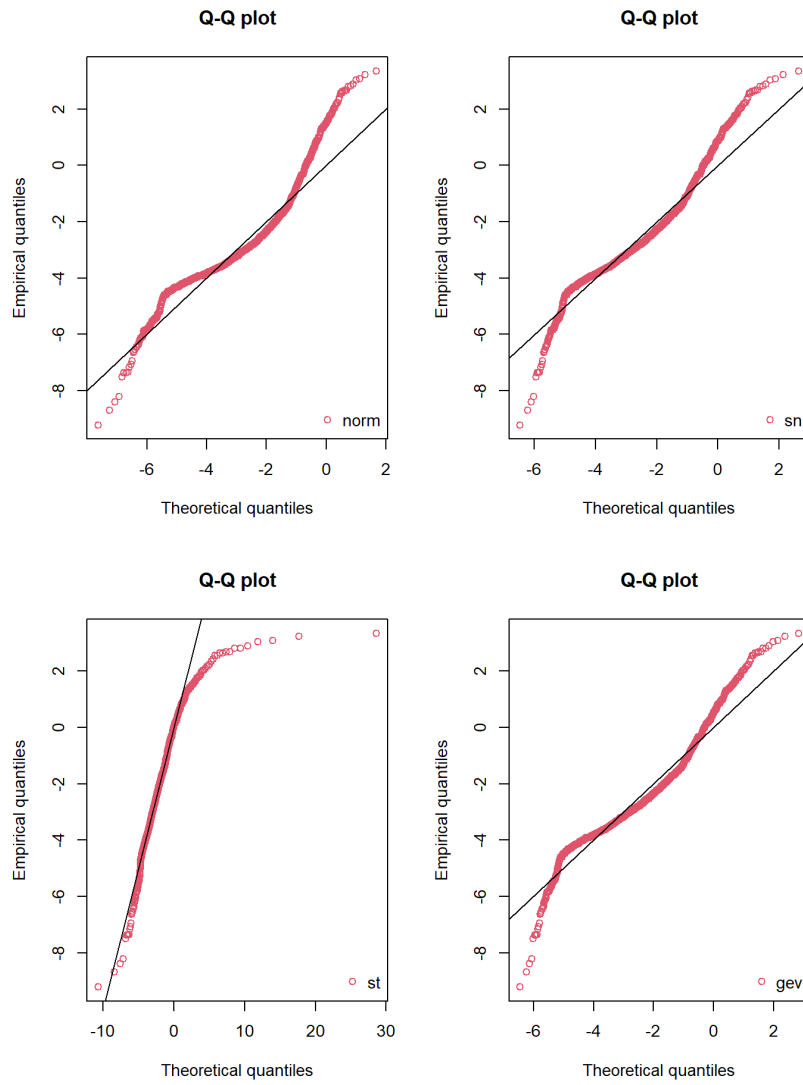 Q-Q plot
Empirical quantiles
2
0
-2
-4
-6
-8
norm
-6 -4 -2 0 2
Theoretical quantiles
Q-Q plot
Empirical quantiles
2
0
-2
-4
-6
-8
sn
-6 -4 -2 0 2
Theoretical quantiles
Q-Q plot
Empirical quantiles
2
0
-2
-4
-6
-8
st
-10 0 10 20 30
Theoretical quantiles
Q-Q plot
Empirical quantiles
2
0
-2
-4
-6
-8
gev
-6 -4 -2 0 2
Theoretical quantiles